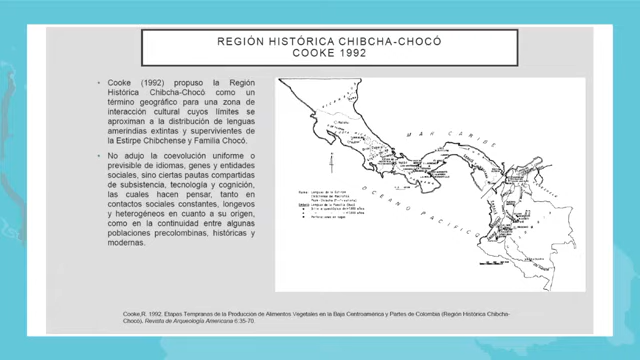 REGIÓN HISTÓRICA CHIBCHA-CHOCÓ
COOKE 1992
• Cooke (1992) propuso la Región
Histórica Chibcha-Chocó como un
término geográfico para una zona de
interacción cultural cuyos límites se
aproximan a la distribución de lenguas
amerindias extintas y supervivientes de
la Estirpe Chibchense y Familia Chocó.
• No adujo la coevolución uniforme o
previsible de idiomas, genes y entidades
sociales, sino ciertas pautas compartidas
de subsistencia, tecnología y cognición,
las cuales hacen pensar, tanto en
contactos sociales constantes, longevos
y heterogéneos en cuanto a su origen,
como en la continuidad entre algunas
poblaciones precolombinas, históricas y
modernas.
MAR CARIBE
OCEANO PACIFICO
Cooke,R. 1992. Etapas Tempranas de la Producción de Alimentos Vegetales en la Baja Centroamérica y Partes de Colombia (Región Histórica Chibcha-
Chocó), Revista de Arqueología Americana 6:35-70.